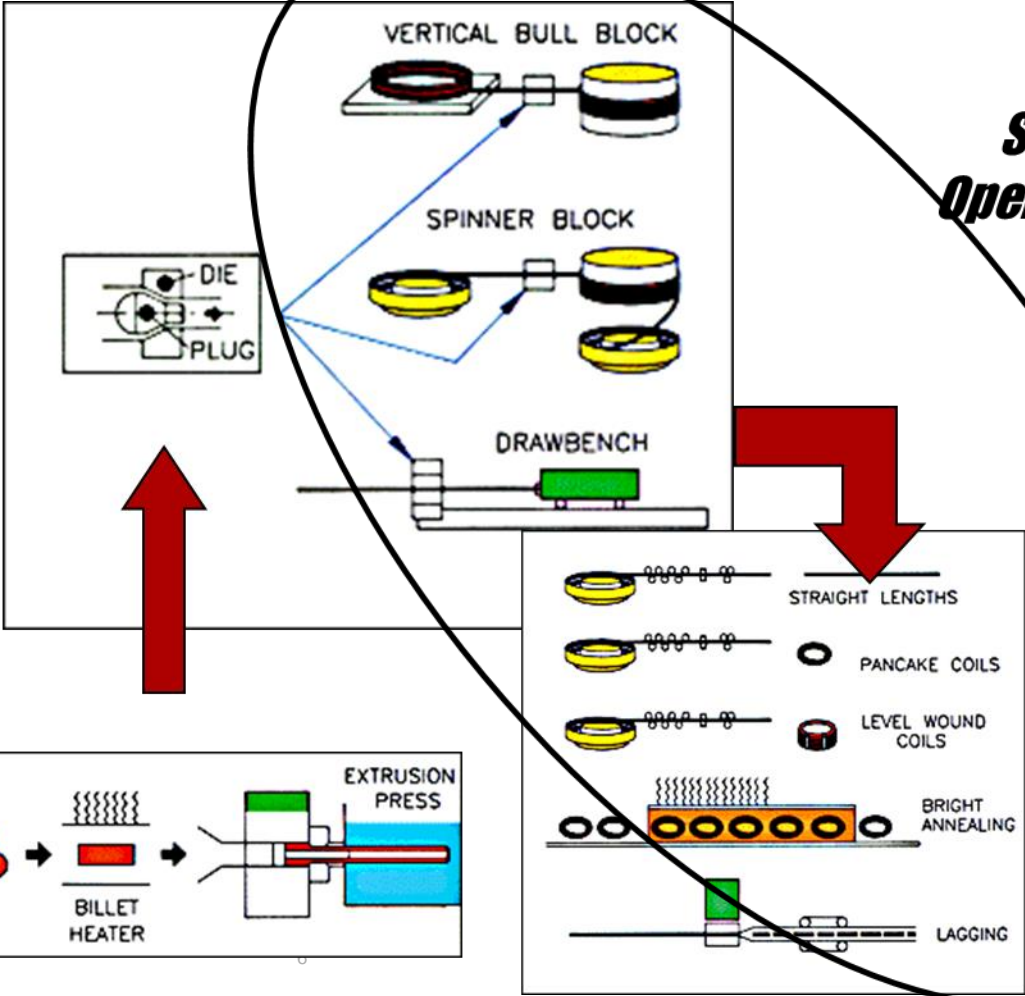 VERTICAL BULL BLOCK
SPINNER BLOCK
DIE
PLUG
DRAWBENCH
STRAIGHT LENGTHS
PANCAKE COILS
LEVEL WOUND
COILS
BRIGHT
ANNEALING
LAGGING
EXTRUSION
PRESS
BILLET
HEATER